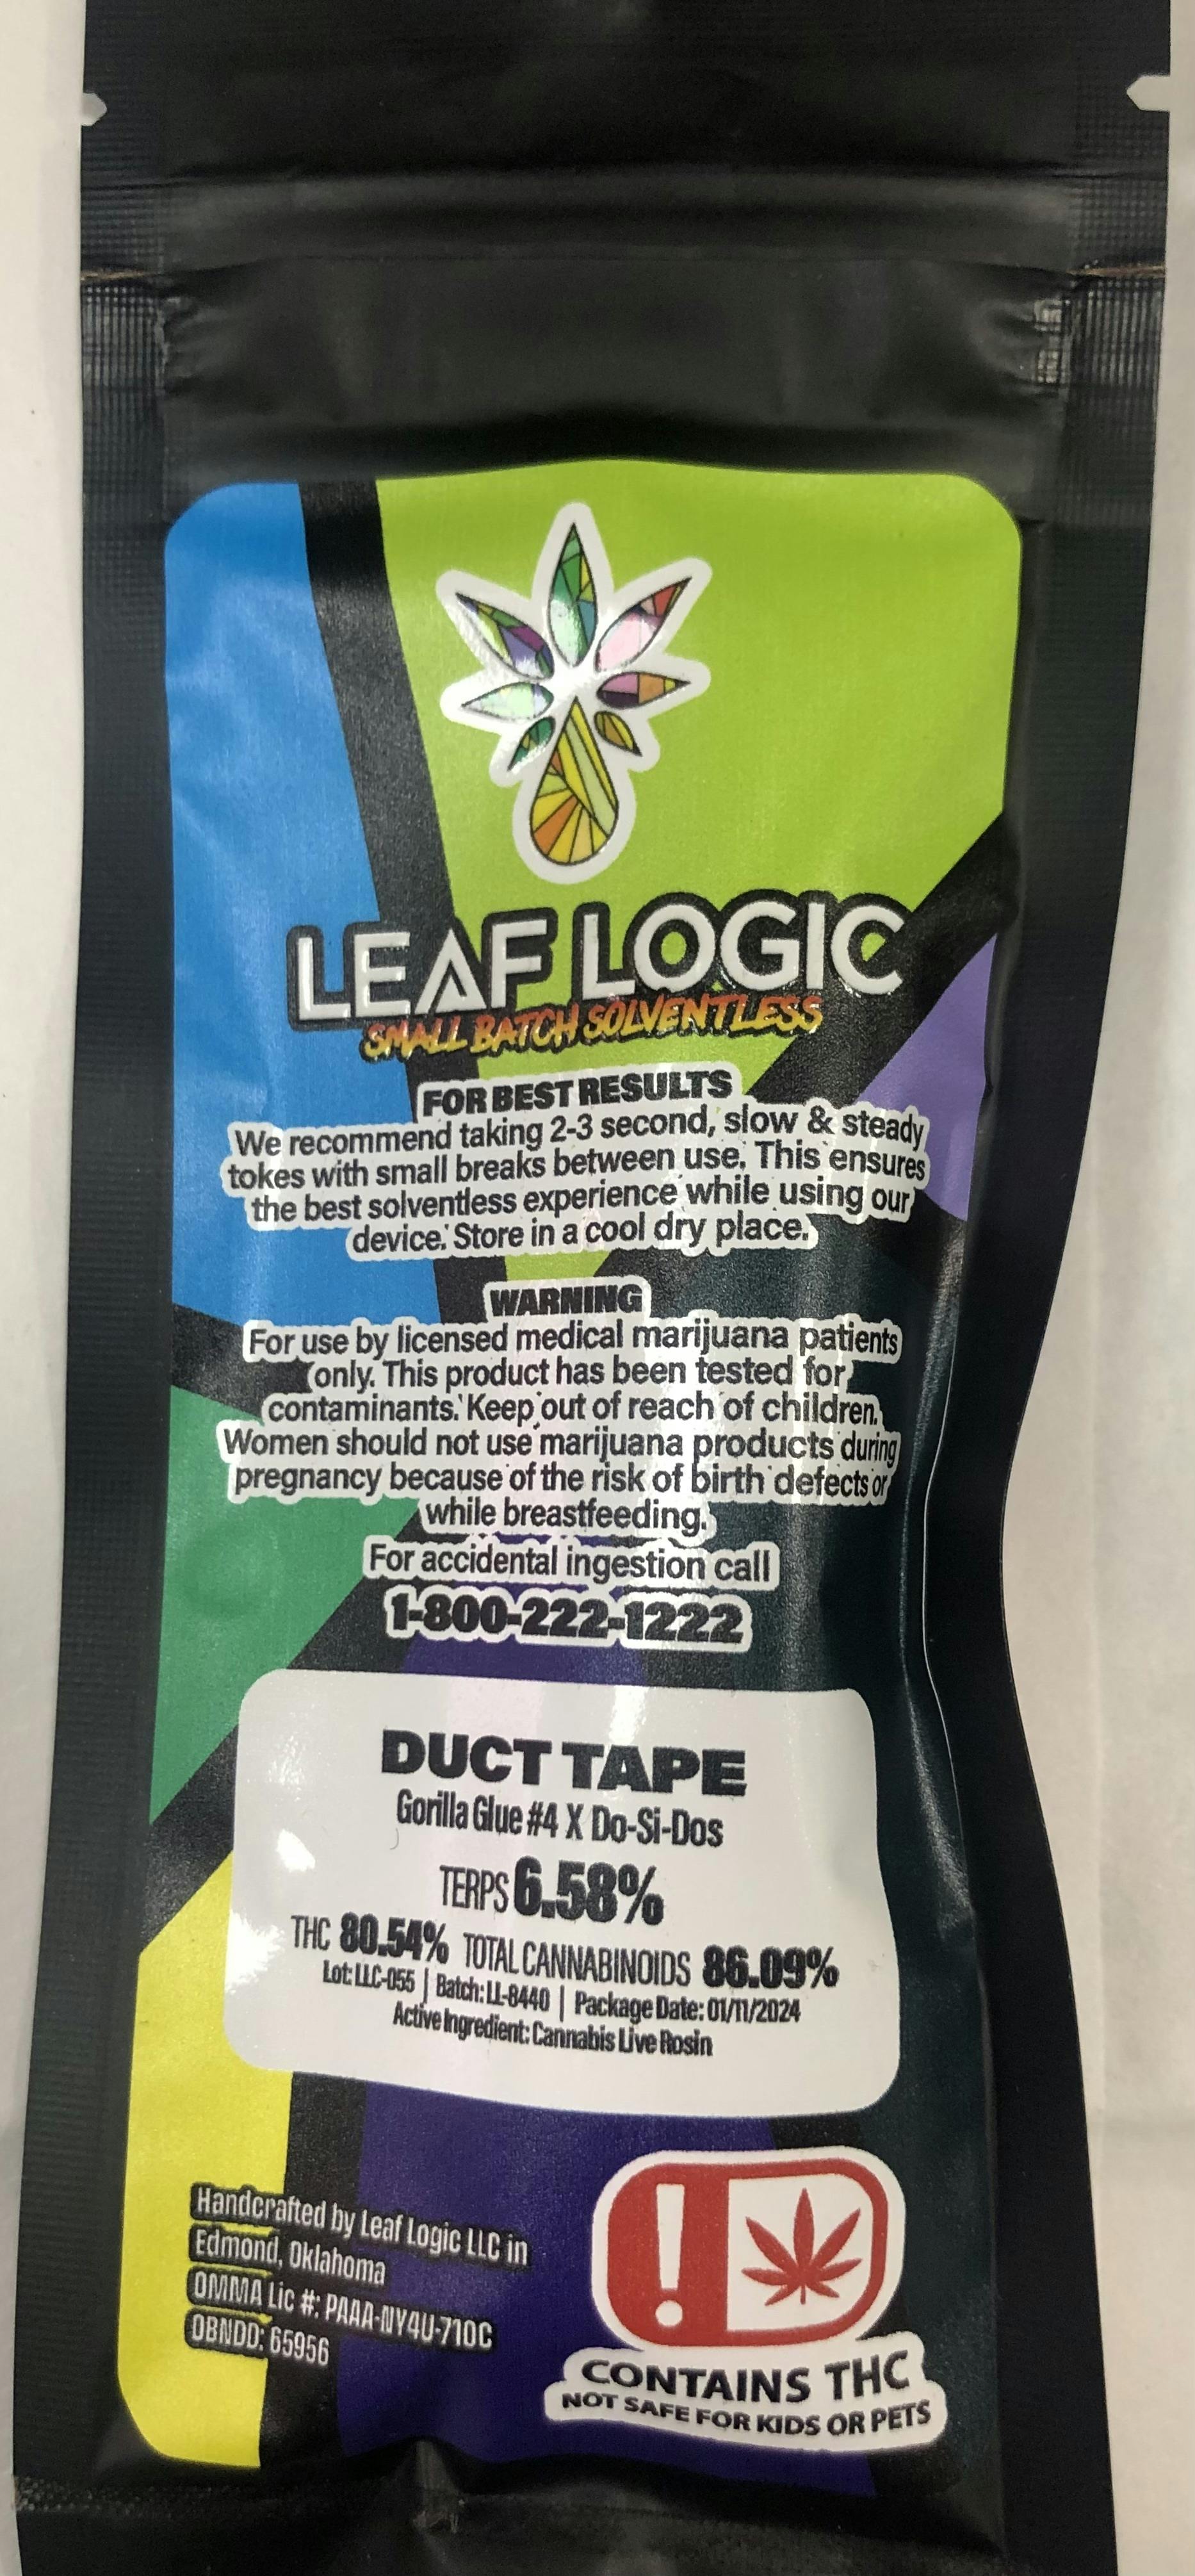 LEAF LOGIC
SMALL BATCH SOLVENTLESS
FOR BEST RESULTS
We recommend taking 2-3 second, slow & steady
tokes with small breaks between use. This ensures
the best solventless experience while using our
device. Store in a cool dry place.
WARNING
For use by licensed medical marijuana patients
only. This product has been tested for
contaminants. Keep out of reach of children.
Women should not use marijuana products during
pregnancy because of the risk of birth defects or
while breastfeeding.
For accidental ingestion call
1-800-222-1222
DUCT TAPE
Gorilla Glue #4 X Do-Si-Dos
TERPS 6.58%
THC 80.54% TOTAL CANNABINOIDS 86.09%
Lot: LLC-055 | Batch: LL-8440 | Package Date: 01/11/2024
Active Ingredient: Cannabis Live Rosin
Handcrafted by Leaf Logic LLC in
Edmond, Oklahoma
OMMA Lic #: PAAA-NY4U-710C
OBNDD: 65956
!
CONTAINS THC
NOT SAFE FOR KIDS OR PETS